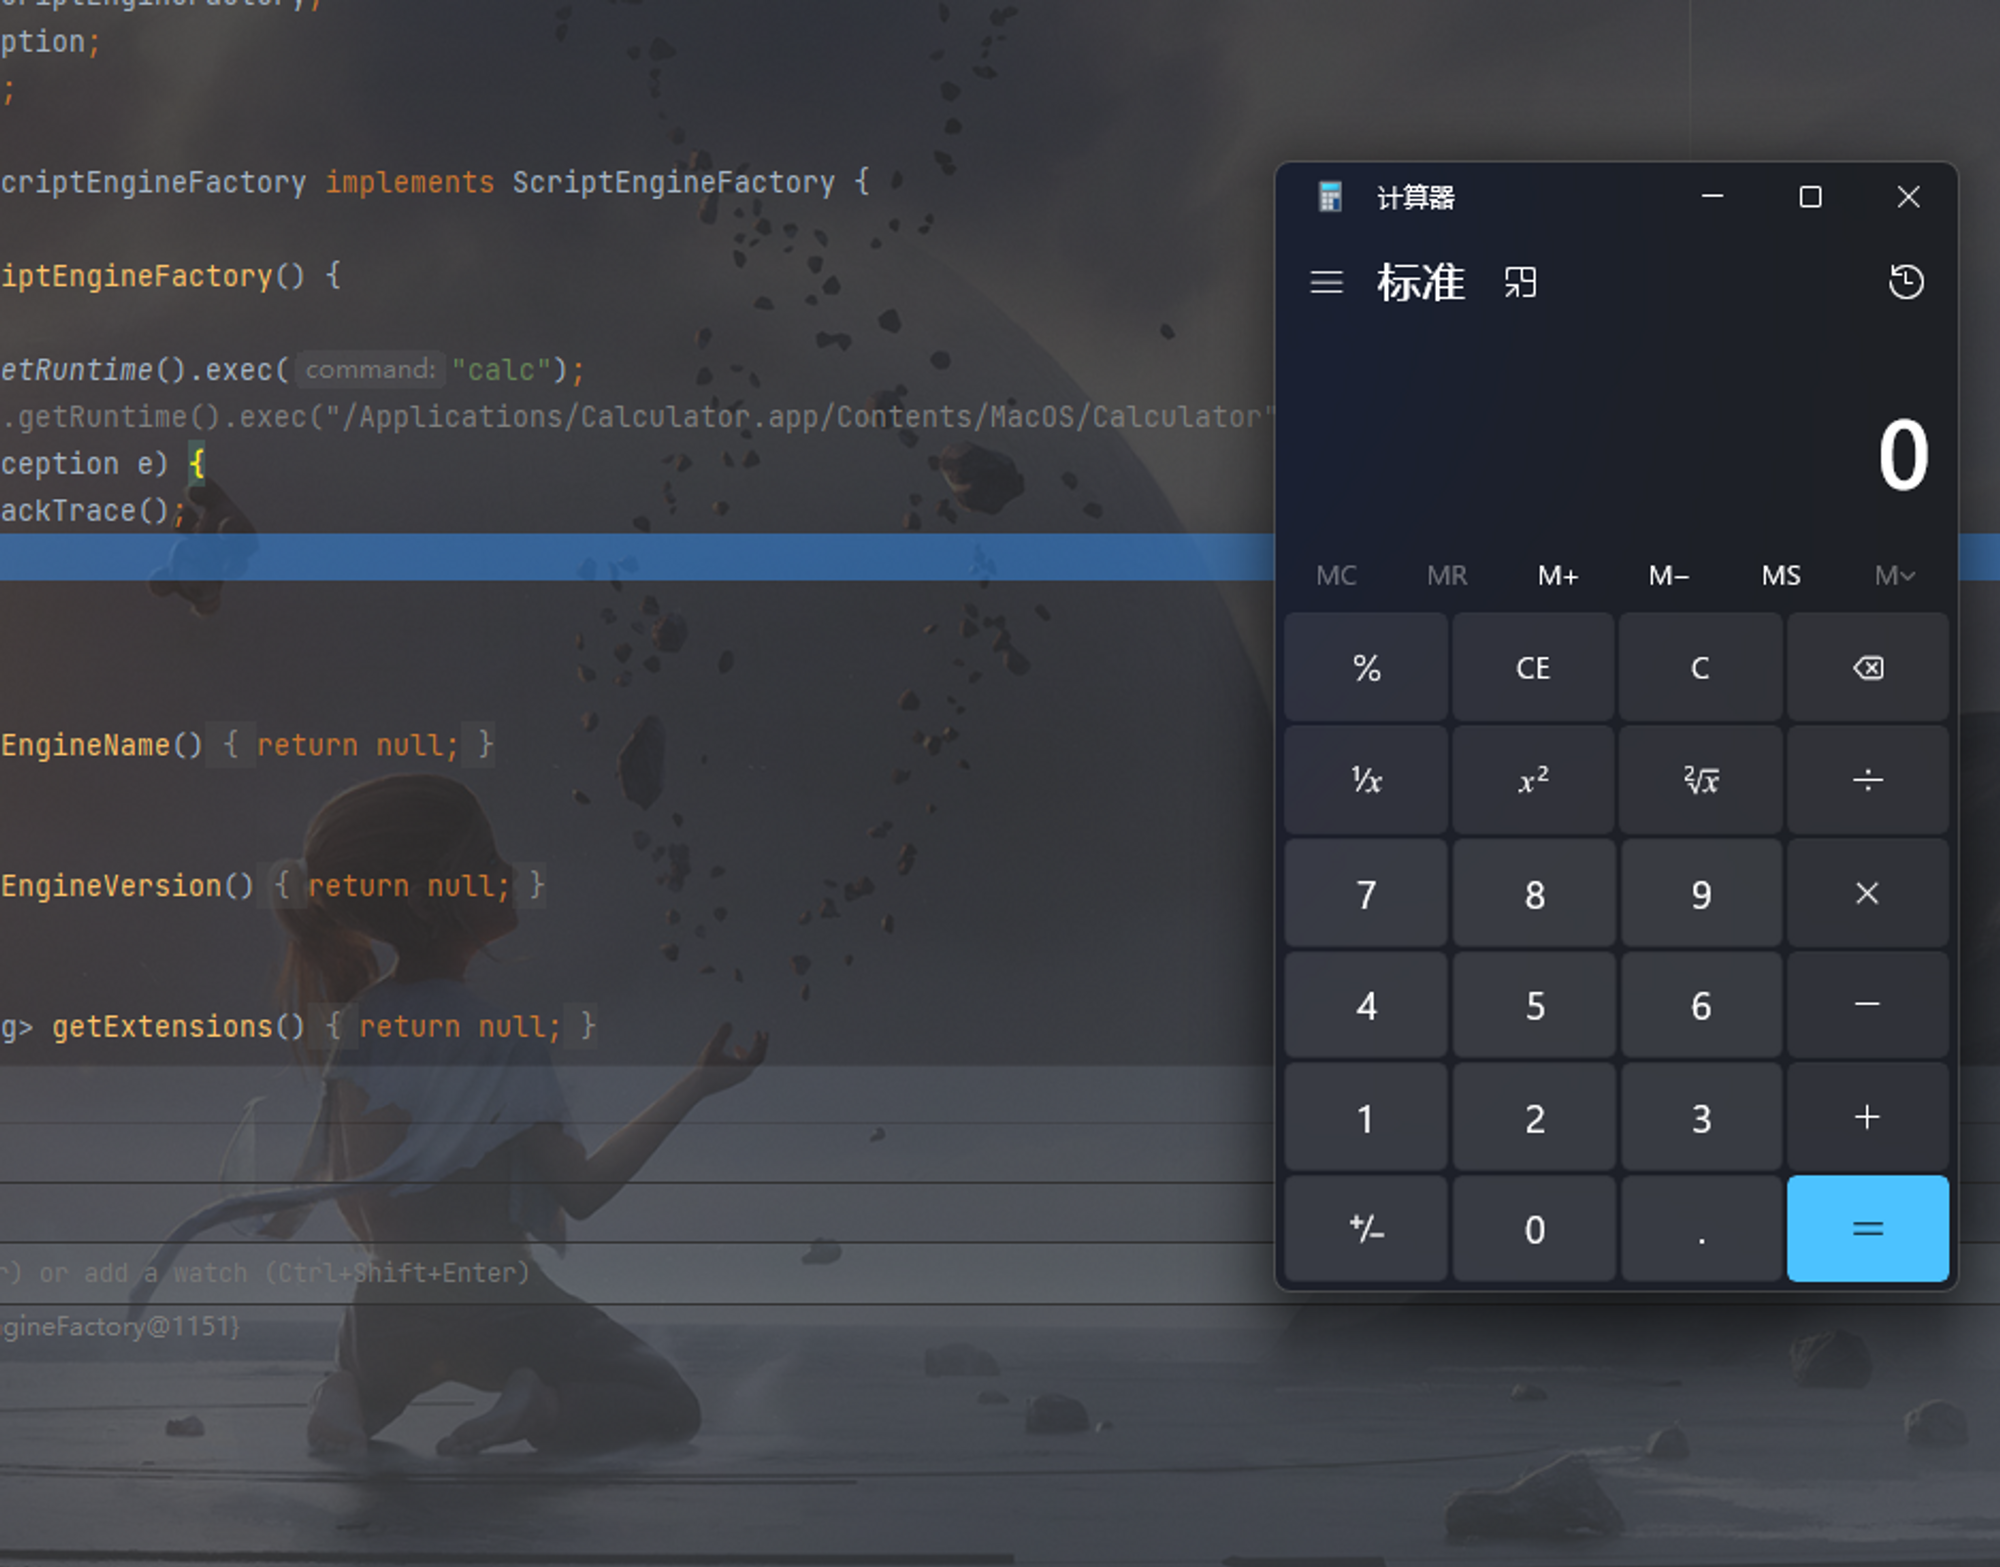 criptEngineFactory;
ption;
;
criptEngineFactory implements ScriptEngineFactory {
iptEngineFactory() {
etRuntime().exec( command: "calc");
.getRuntime().exec("/Applications/Calculator.app/Contents/MacOS/Calculator"
ception e) {
ackTrace();
EngineName() { return null; }
EngineVersion() { return null; }
g> getExtensions() { return null; }
r) or add a watch (Ctrl+Shift+Enter)
gineFactory@1151}
计算器
标准
0
MC MR M+ M− MS M
% CE C
⅟x x² ²√x ÷
7 8 9 ×
4 5 6 −
1 2 3 +
+/− 0 . =